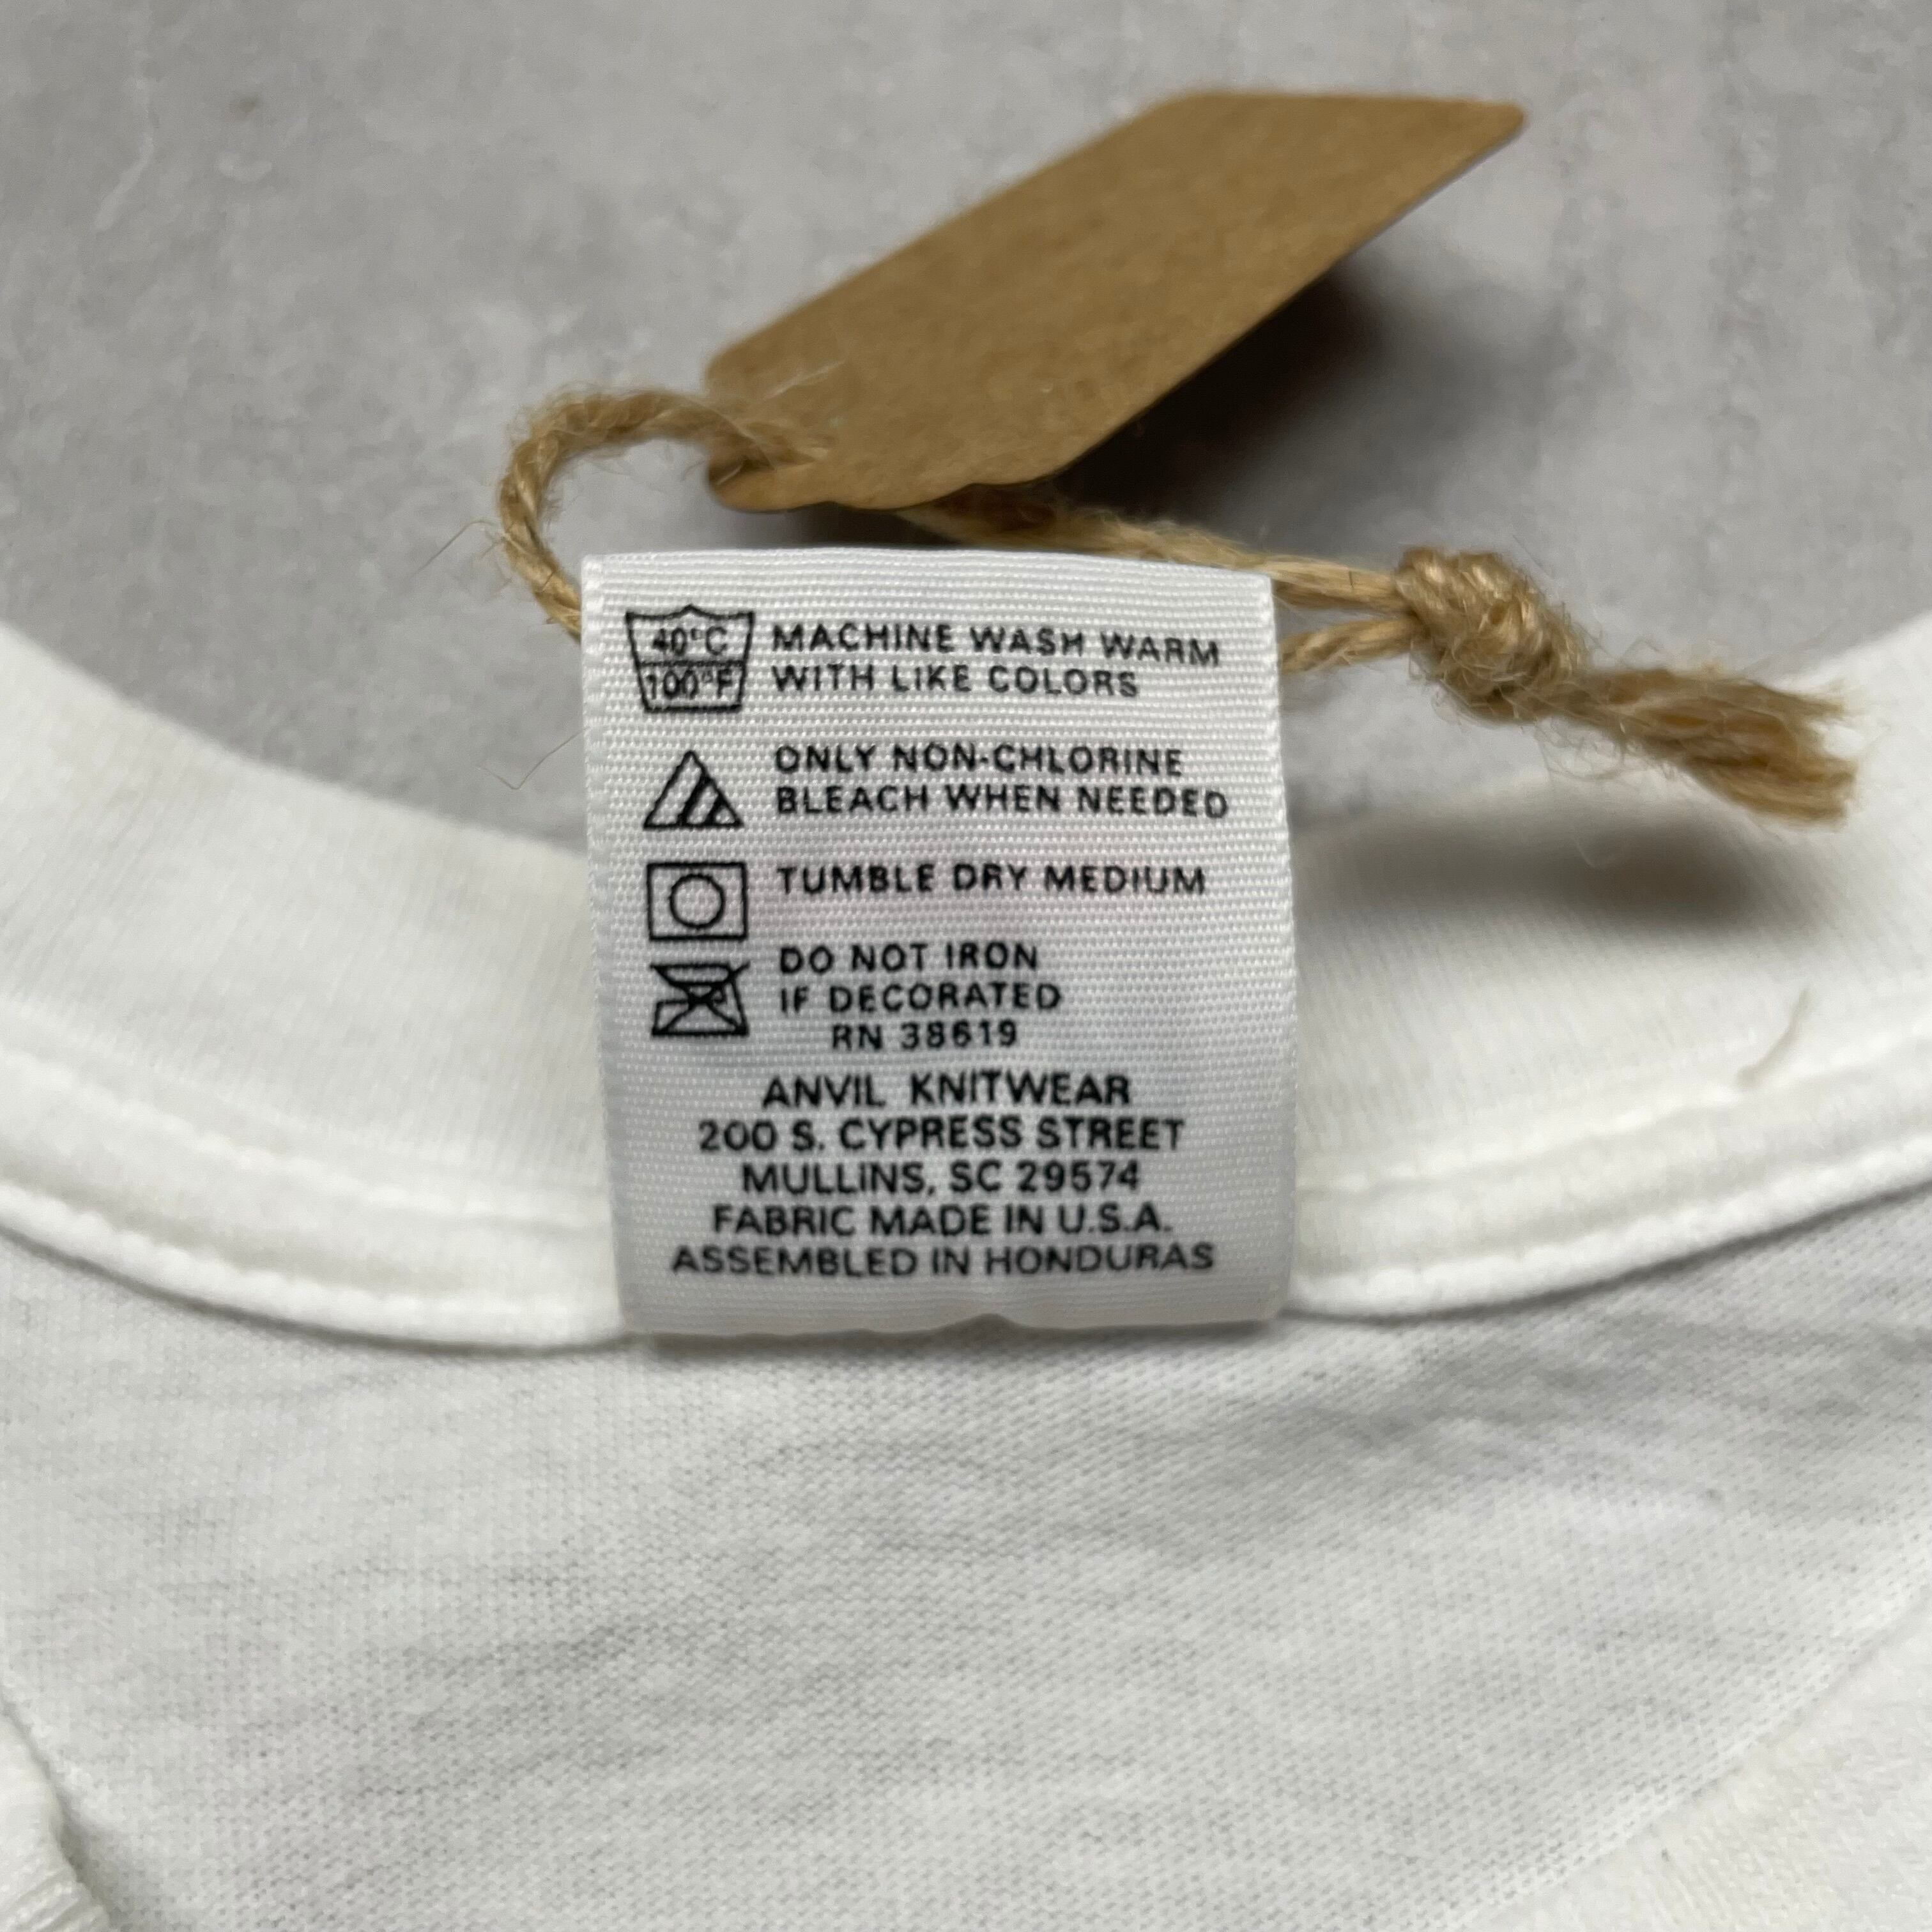 40°C
100°F
MACHINE WASH WARM
WITH LIKE COLORS
ONLY NON-CHLORINE
BLEACH WHEN NEEDED
TUMBLE DRY MEDIUM
DO NOT IRON
IF DECORATED
RN 38619
ANVIL KNITWEAR
200 S. CYPRESS STREET
MULLINS, SC 29574
FABRIC MADE IN U.S.A.
ASSEMBLED IN HONDURAS